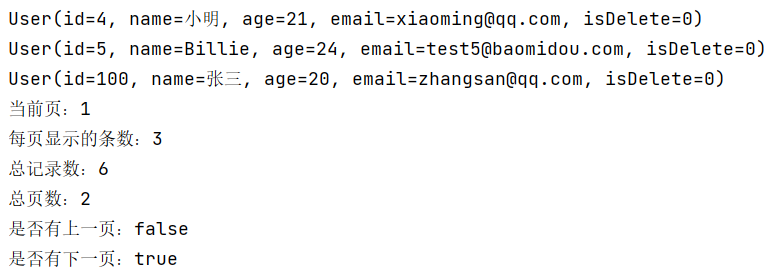 User(id=4, name=小明, age=21, email=xiaoming@qq.com, isDelete=0)
User(id=5, name=Billie, age=24, email=test5@baomidou.com, isDelete=0)
User(id=100, name=张三, age=20, email=zhangsan@qq.com, isDelete=0)
当前页：1
每页显示的条数：3
总记录数：6
总页数：2
是否有上一页：false
是否有下一页：true